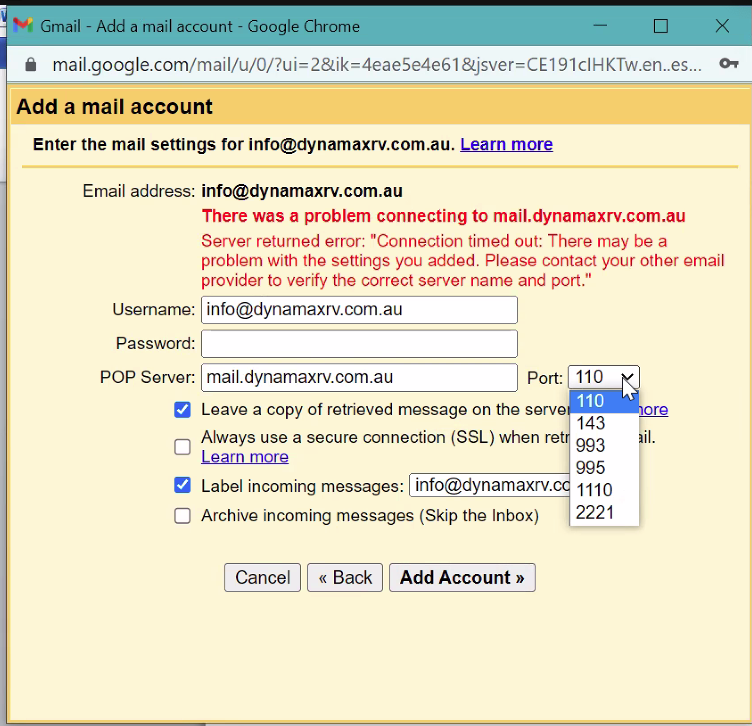 Gmail - Add a mail account - Google Chrome
mail.google.com/mail/u/0/?ui=2&ik=4eae5e4e61&jsver=CE191cIHKTw.en..es...
Add a mail account
Enter the mail settings for info@dynamaxrv.com.au. Learn more
Email address: info@dynamaxrv.com.au
There was a problem connecting to mail.dynamaxrv.com.au
Server returned error: "Connection timed out: There may be a
problem with the settings you added. Please contact your other email
provider to verify the correct server name and port."
Username: info@dynamaxrv.com.au
Password:
POP Server: mail.dynamaxrv.com.au Port: 110
110
143
993
995
1110
2221
Leave a copy of retrieved message on the server
Always use a secure connection (SSL) when
Learn more
Label incoming messages: info@dynamaxrv.co
Archive incoming messages (Skip the Inbox)
Cancel « Back Add Account »